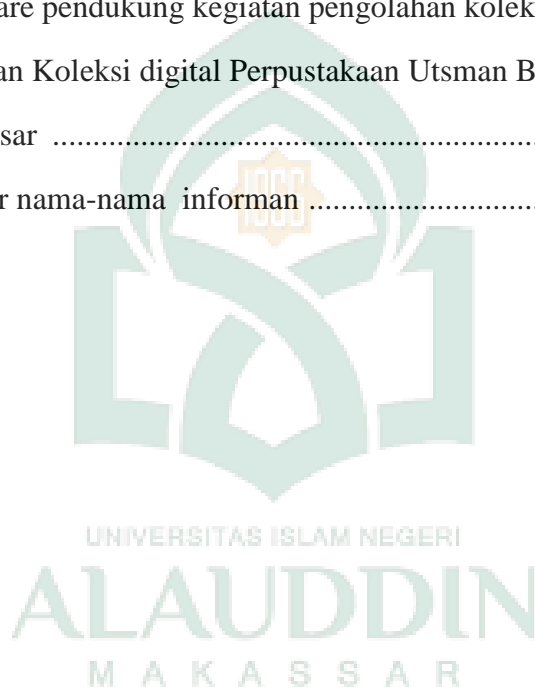 are pendukung kegiatan pengolahan kolek
an Koleksi digital Perpustakaan Utsman B
sar ......................................................
r nama-nama informan .........................
UNIVERSITAS ISLAM NEGERI
ALAUDDIN
MAKASSAR